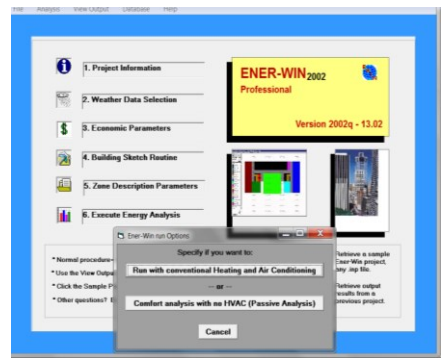 File Analysis View Output Database Help
1. Project Information
2. Weather Data Selection
3. Economic Parameters
4. Building Sketch Routine
5. Zone Description Parameters
6. Execute Energy Analysis
ENER-WIN 2002
Professional
Version 2002q - 13.02
Ener-Win run Options
Specify if you want to:
Run with conventional Heating and Air Conditioning
--- or ---
Comfort analysis with no HVAC (Passive Analysis)
Cancel
* Normal procedure-
* Use the View Outpu
* Click the Sample P
* Other questions?
Retrieve a sample
Ener-Win project,
any .inp file.
Retrieve output
results from a
previous project.